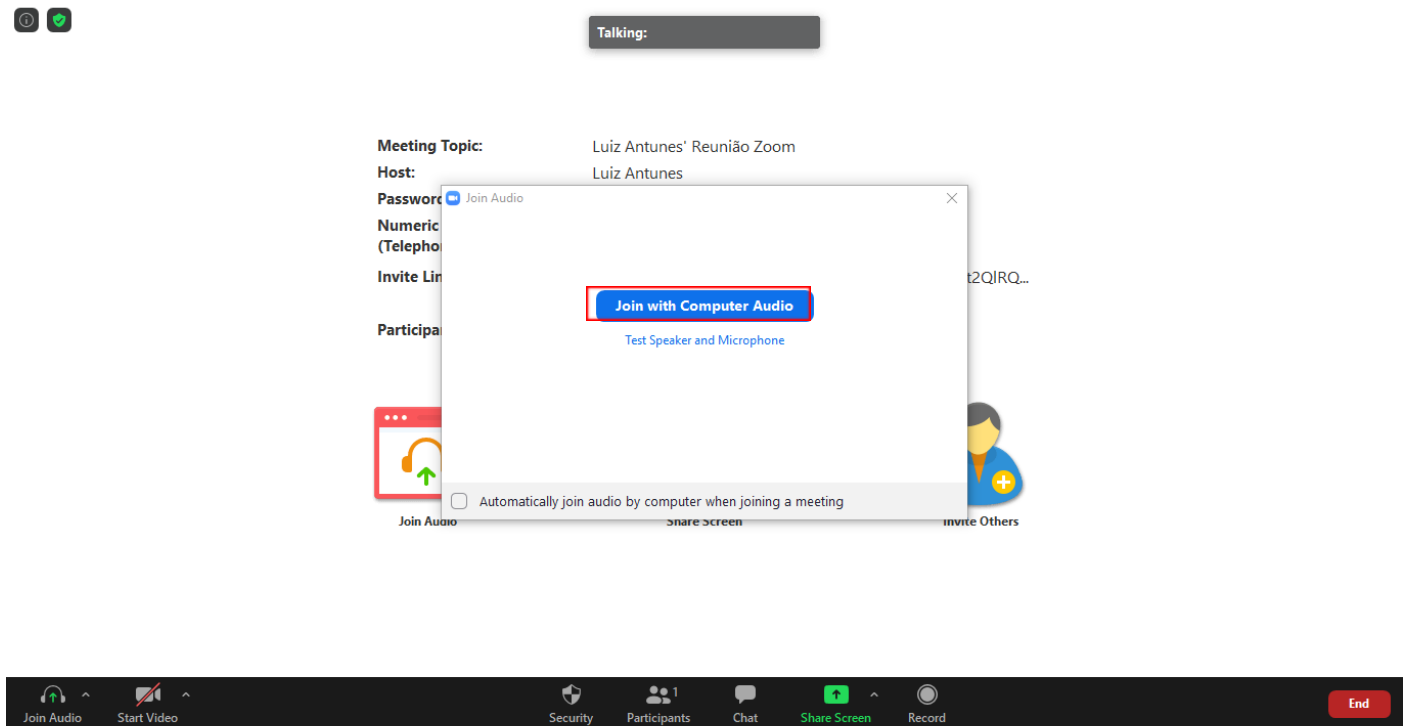 Talking:
Meeting Topic: Luiz Antunes' Reunião Zoom
Host: Luiz Antunes
Password
Join Audio
Numeric
(Telepho
Invite Lin t2QlRQ...
Join with Computer Audio
Participa
Test Speaker and Microphone
Automatically join audio by computer when joining a meeting
Join Audio Share Screen Invite Others
Join Audio Start Video Security Participants 1 Chat Share Screen Record End